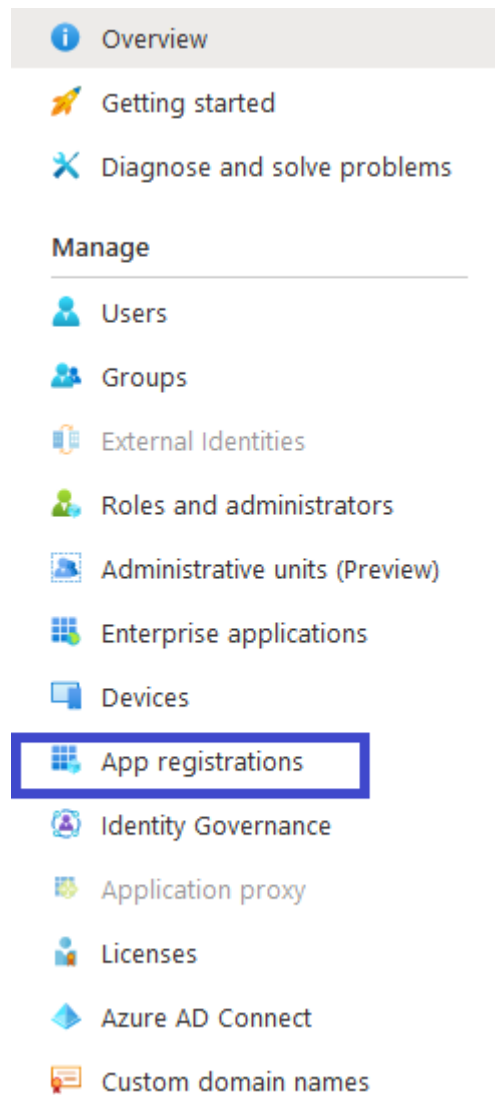 Overview
Getting started
Diagnose and solve problems
Manage
Users
Groups
External Identities
Roles and administrators
Administrative units (Preview)
Enterprise applications
Devices
App registrations
Identity Governance
Application proxy
Licenses
Azure AD Connect
Custom domain names